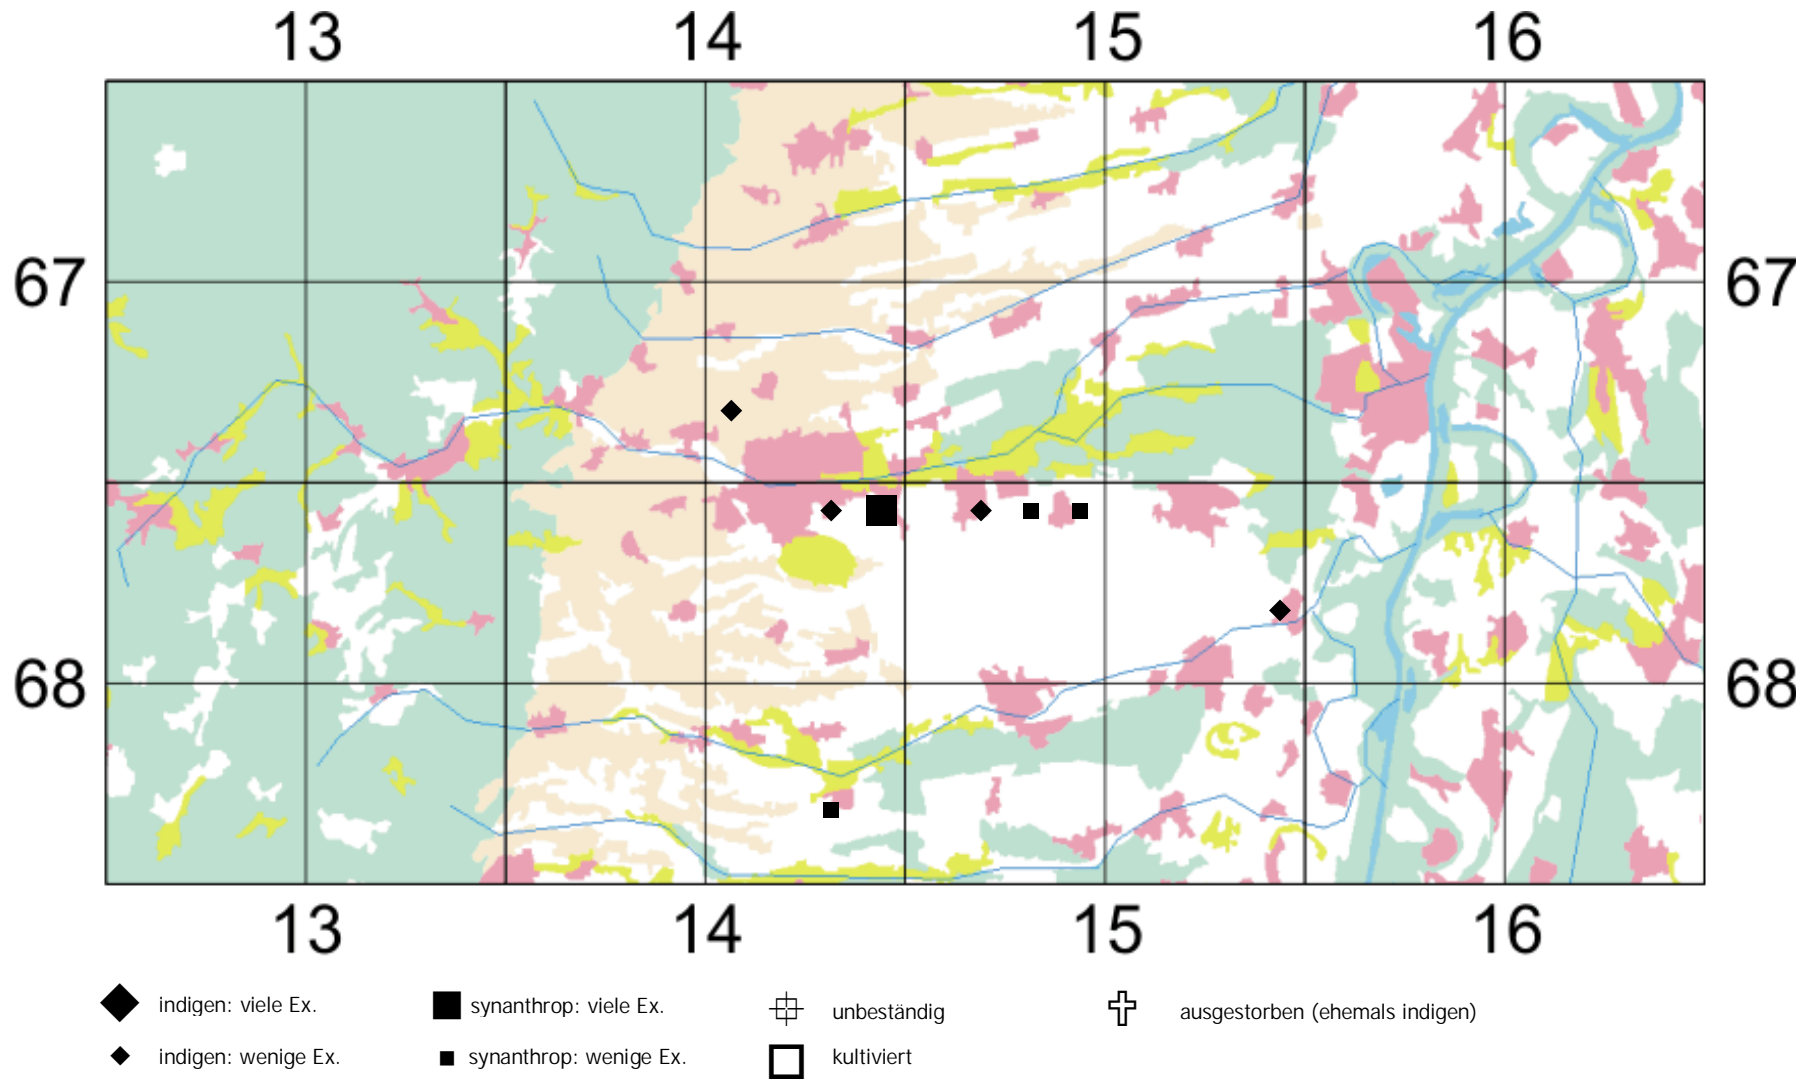 13 14 15 16
67 67
68 68
13 14 15 16
indigen: viele Ex. synanthrop: viele Ex. unbeständig ausgestorben (ehemals indigen)
indigen: wenige Ex. synanthrop: wenige Ex. kultiviert